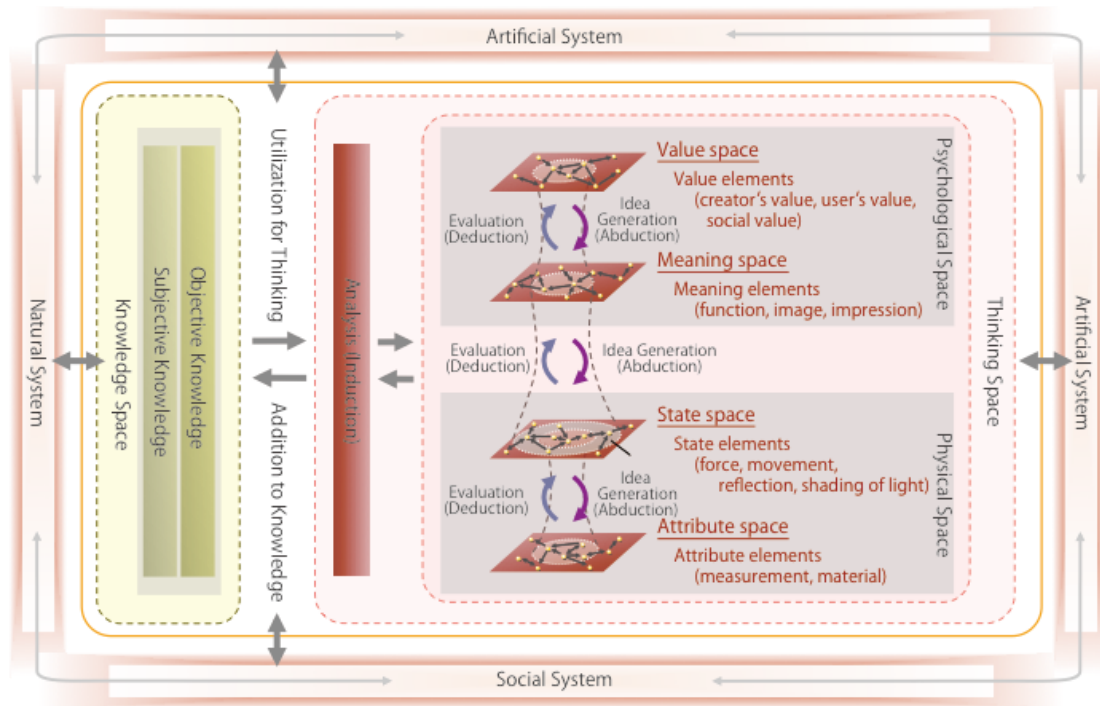 Artificial System
Natural System
Knowledge Space
Subjective Knowledge
Objective Knowledge
Utilization for Thinking
Addition to Knowledge
Analysis (Induction)
Value space
Value elements
(creator's value, user's value,
social value)
Evaluation
(Deduction)
Idea
Generation
(Abduction)
Meaning space
Meaning elements
(function, image, impression)
Psychological Space
Evaluation
(Deduction)
Idea Generation
(Abduction)
State space
State elements
(force, movement,
reflection, shading of light)
Evaluation
(Deduction)
Idea
Generation
(Abduction)
Attribute space
Attribute elements
(measurement, material)
Physical Space
Thinking Space
Artificial System
Social System